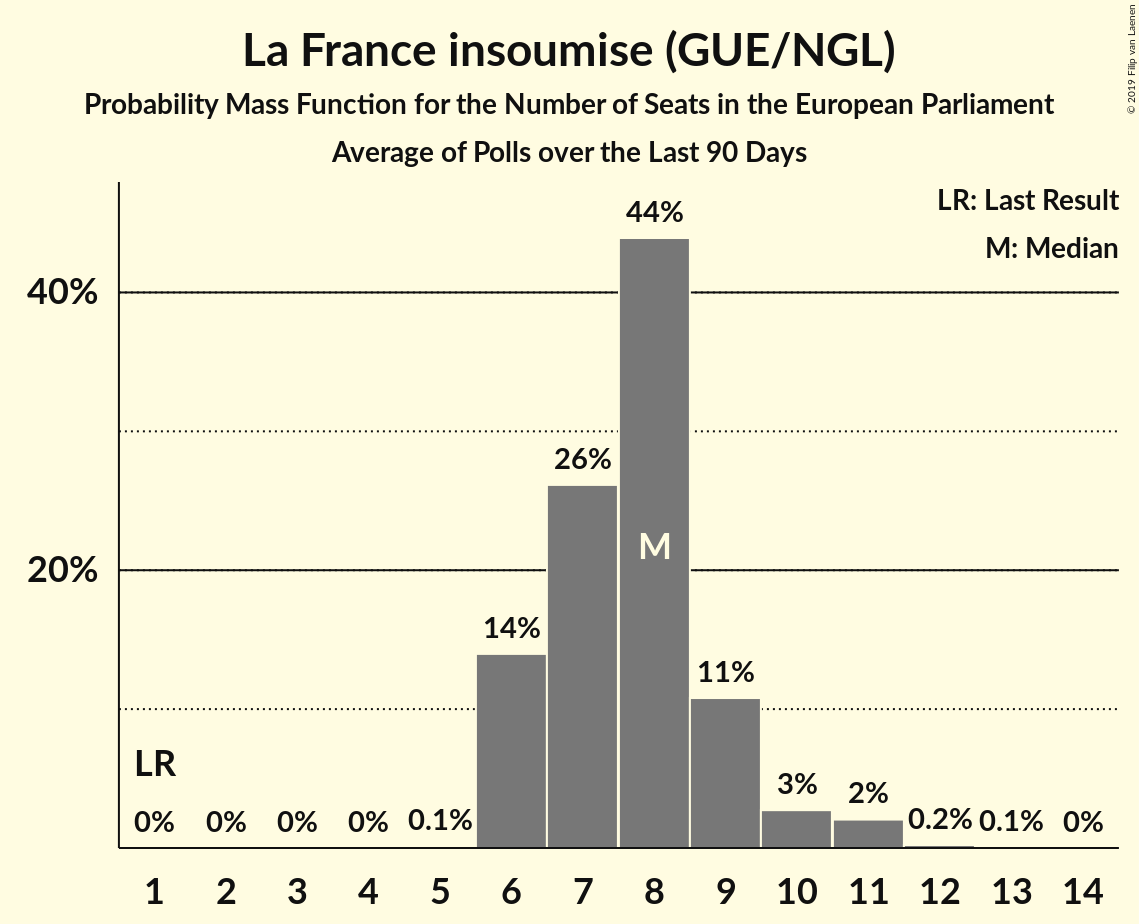 La France insoumise (GUE/NGL)
Probability Mass Function for the Number of Seats in the European Parliament
Average of Polls over the Last 90 Days
© 2019 Filip van Laenen
LR: Last Result
M: Median
44%
40%
26%
M
20%
14%
11%
LR
3%
2%
0% 0% 0% 0% 0.1% 0.2% 0.1% 0%
1 2 3 4 5 6 7 8 9 10 11 12 13 14